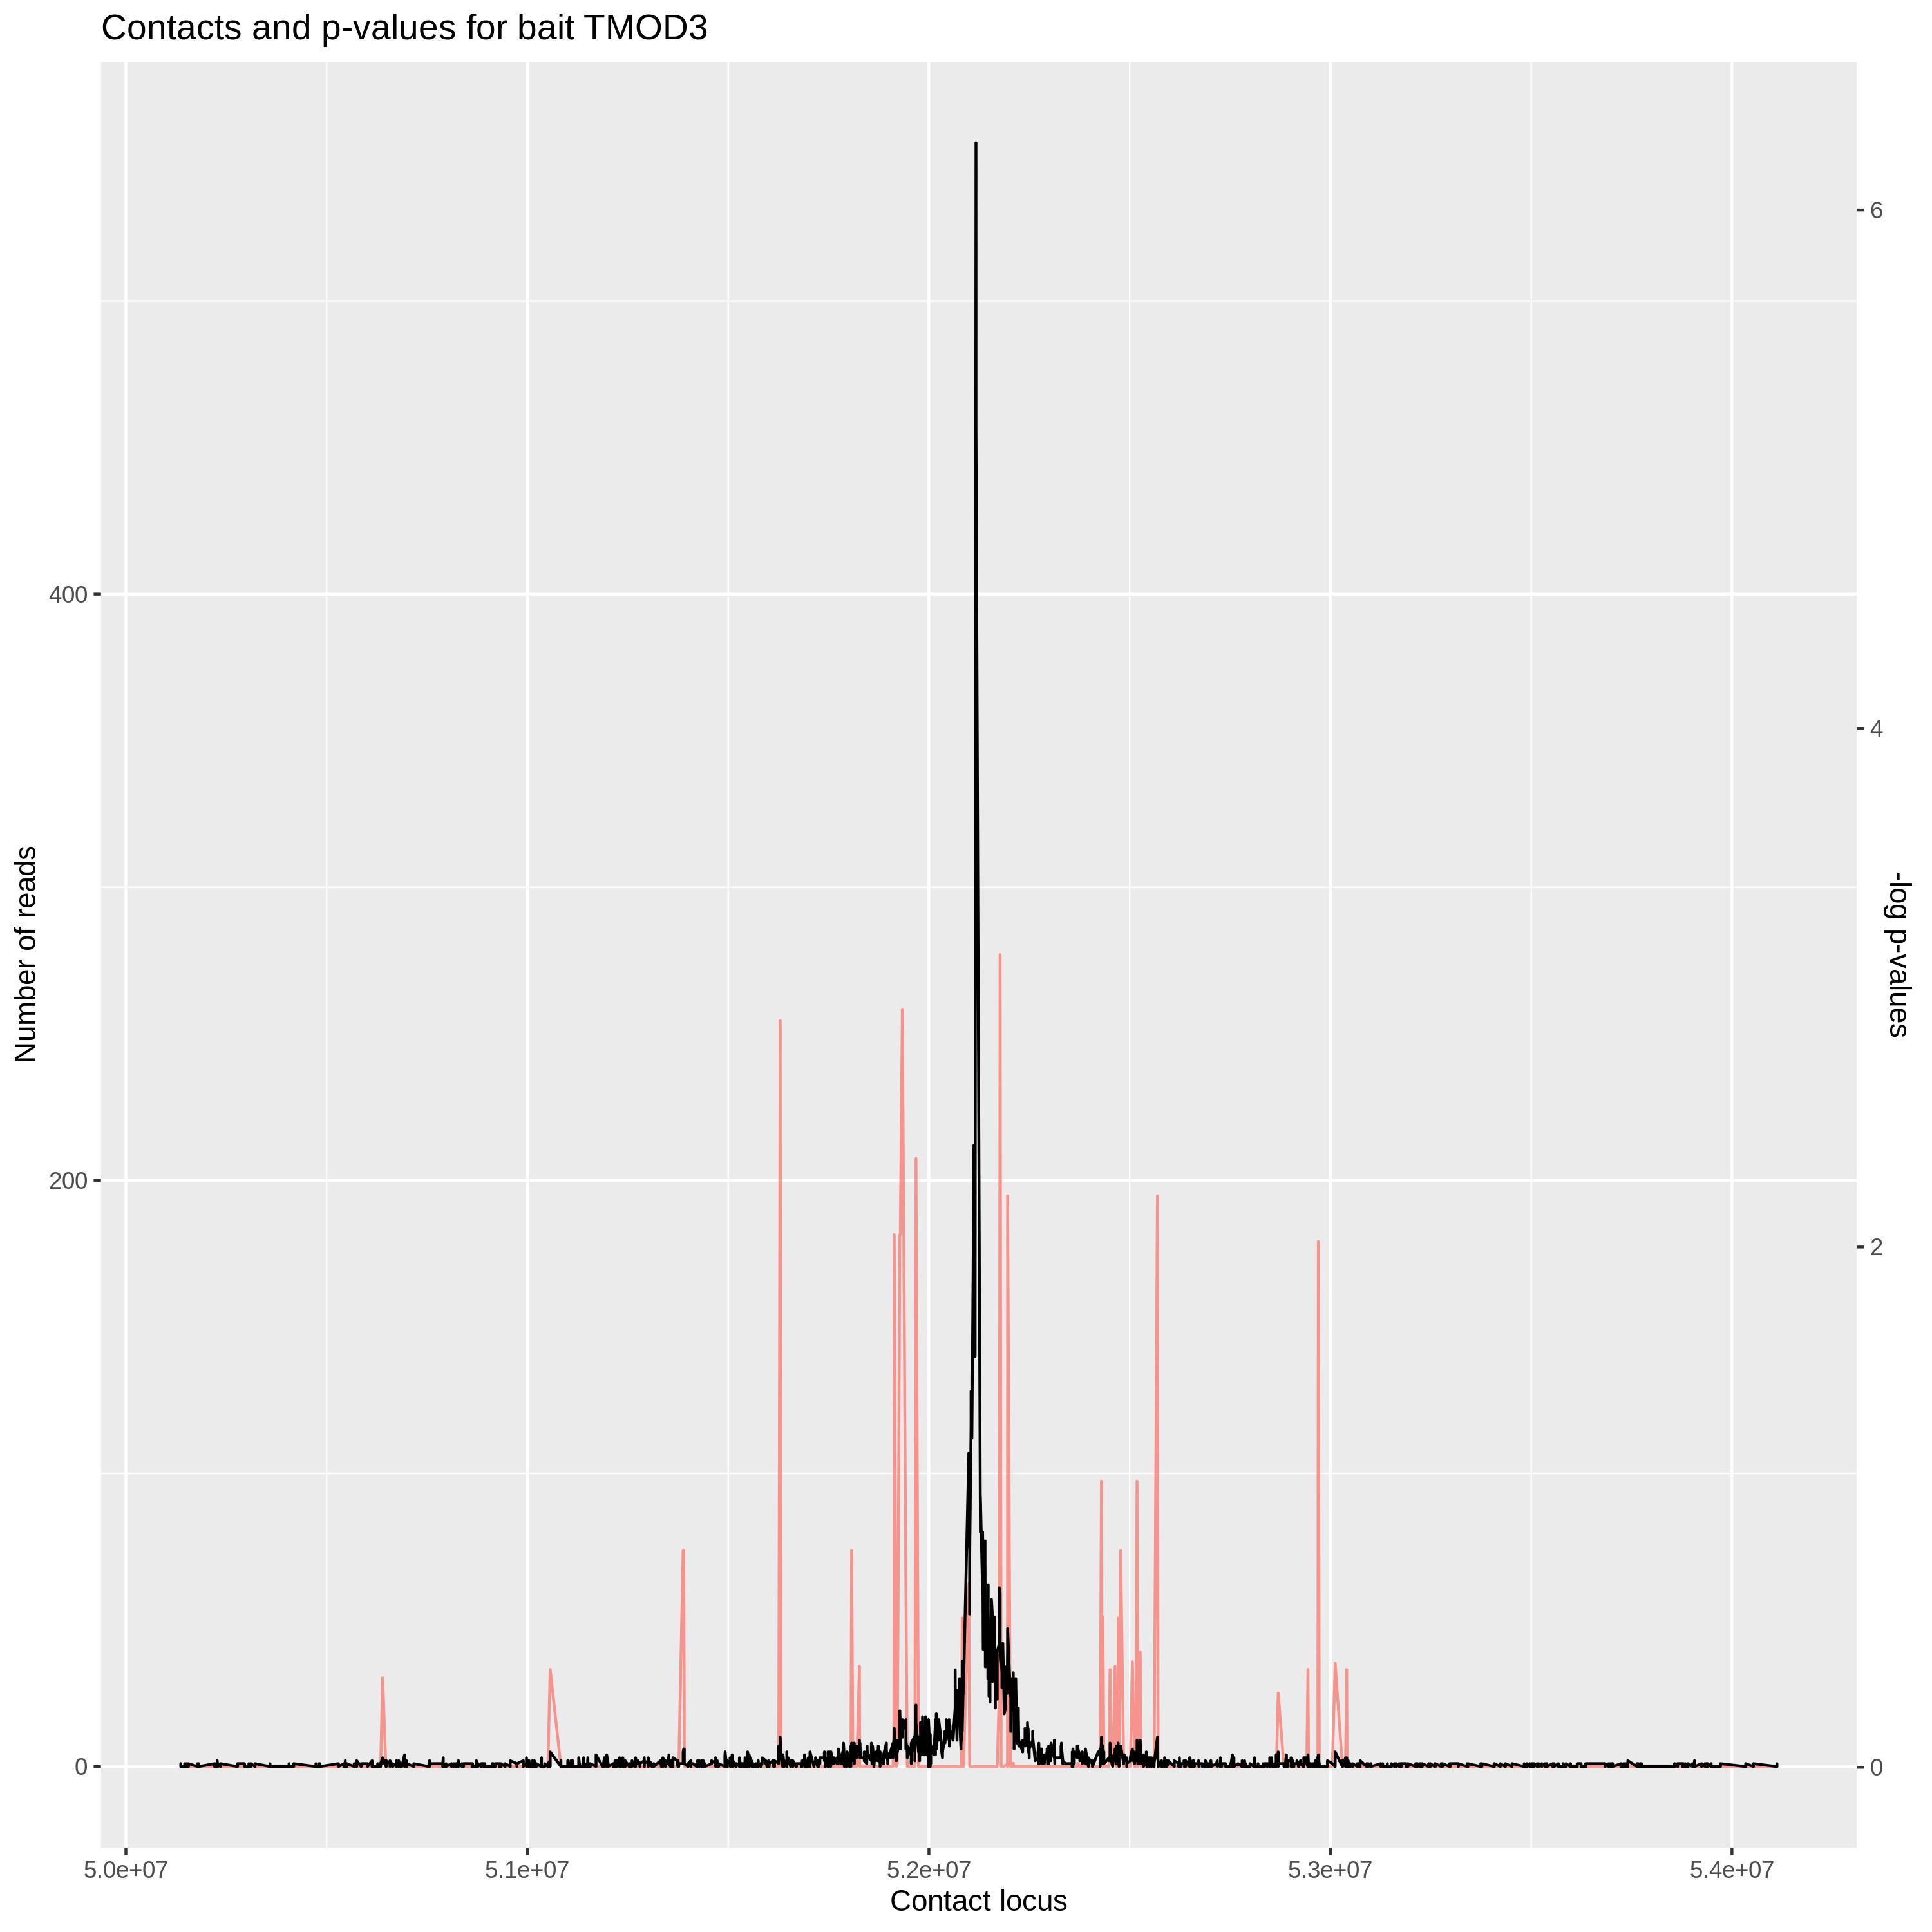 Contacts and p-values for bait TMOD3
Number of reads
400
200
0
6
4
2
0
-log p-values
5.0e+07
5.1e+07
5.2e+07
5.3e+07
5.4e+07
Contact locus